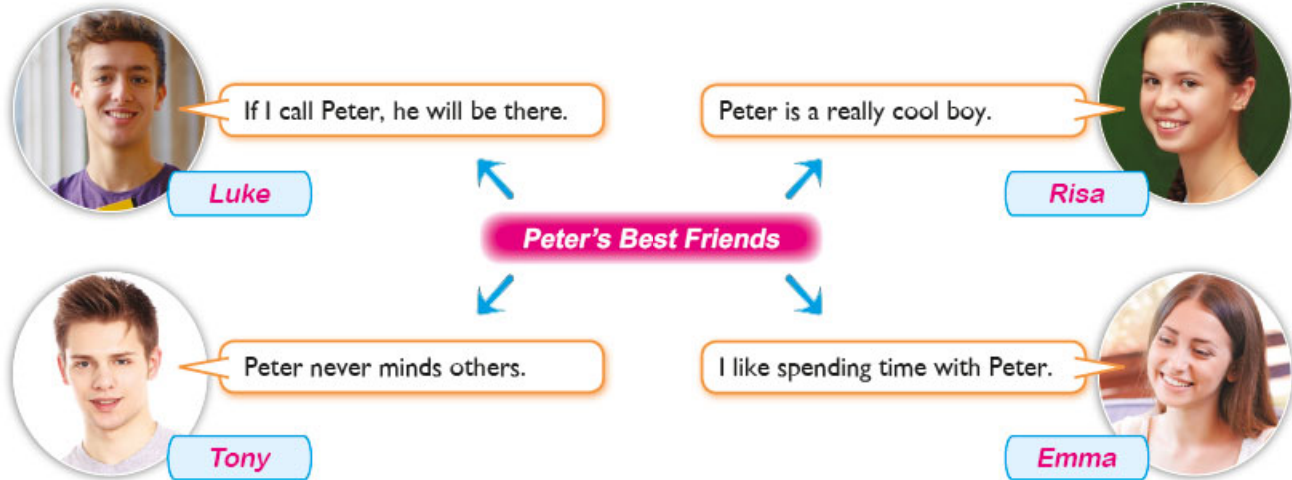 If I call Peter, he will be there.
Luke
Peter is a really cool boy.
Risa
Peter's Best Friends
Peter never minds others.
Tony
I like spending time with Peter.
Emma